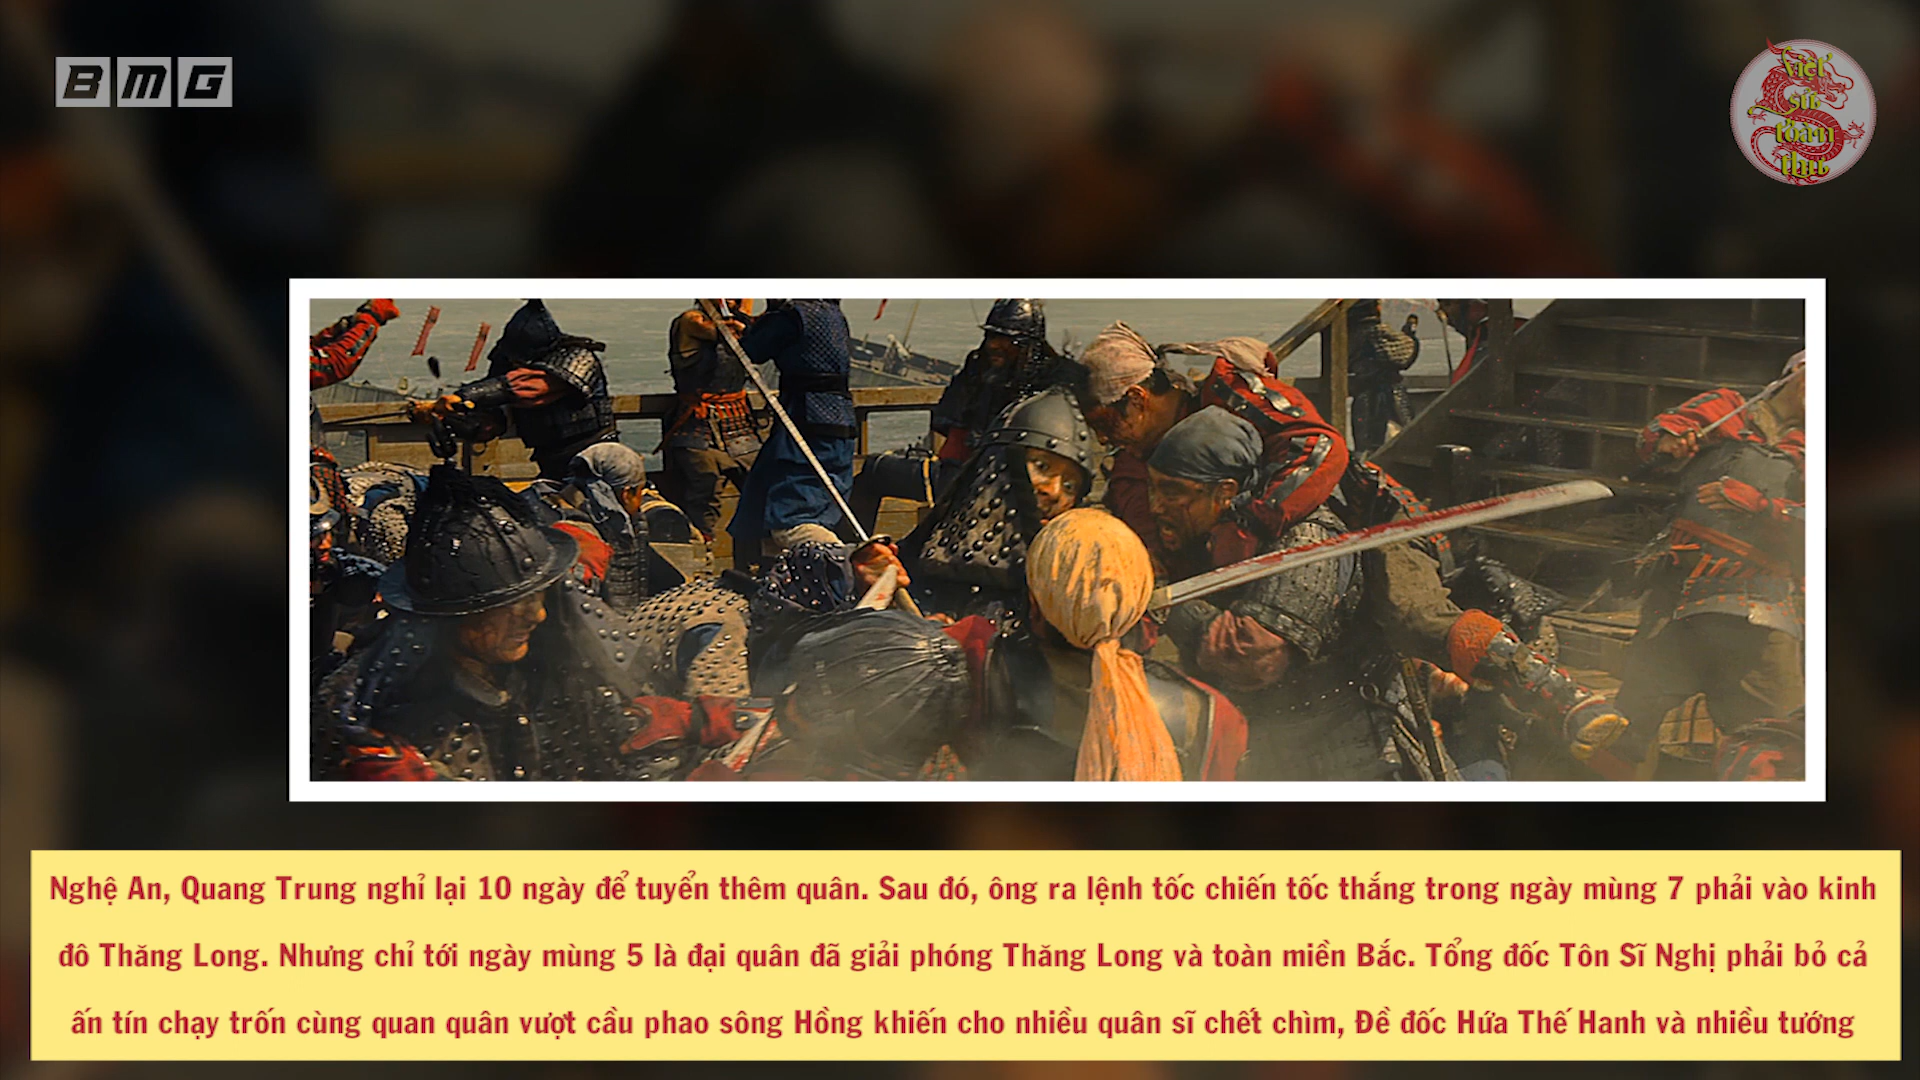 BMG
Việt
sử
toàn
thư
Nghệ An, Quang Trung nghỉ lại 10 ngày để tuyển thêm quân. Sau đó, ông ra lệnh tốc chiến tốc thắng trong ngày mùng 7 phải vào kinh
đô Thăng Long. Nhưng chỉ tới ngày mùng 5 là đại quân đã giải phóng Thăng Long và toàn miền Bắc. Tổng đốc Tôn Sĩ Nghị phải bỏ cả
ấn tín chạy trốn cùng quan quân vượt cầu phao sông Hồng khiến cho nhiều quân sĩ chết chìm, Đề đốc Hứa Thế Hanh và nhiều tướng